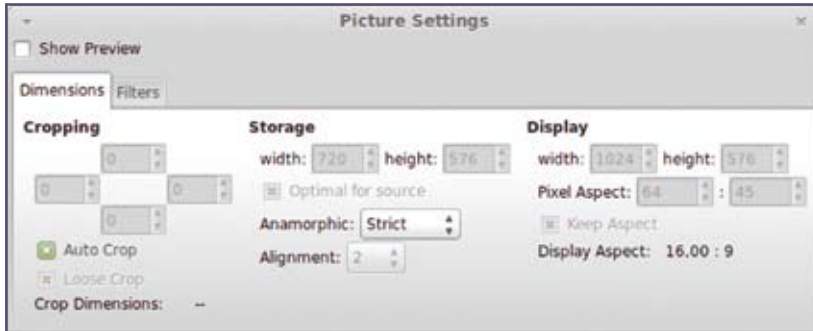 Picture Settings
Show Preview
Dimensions Filters
Cropping
0
0 0
0
Auto Crop
Loose Crop
Crop Dimensions: --
Storage
width: 720 height: 576
Optimal for source
Anamorphic: Strict
Alignment: 2
Display
width: 1024 height: 576
Pixel Aspect: 64 : 45
Keep Aspect
Display Aspect: 16.00 : 9